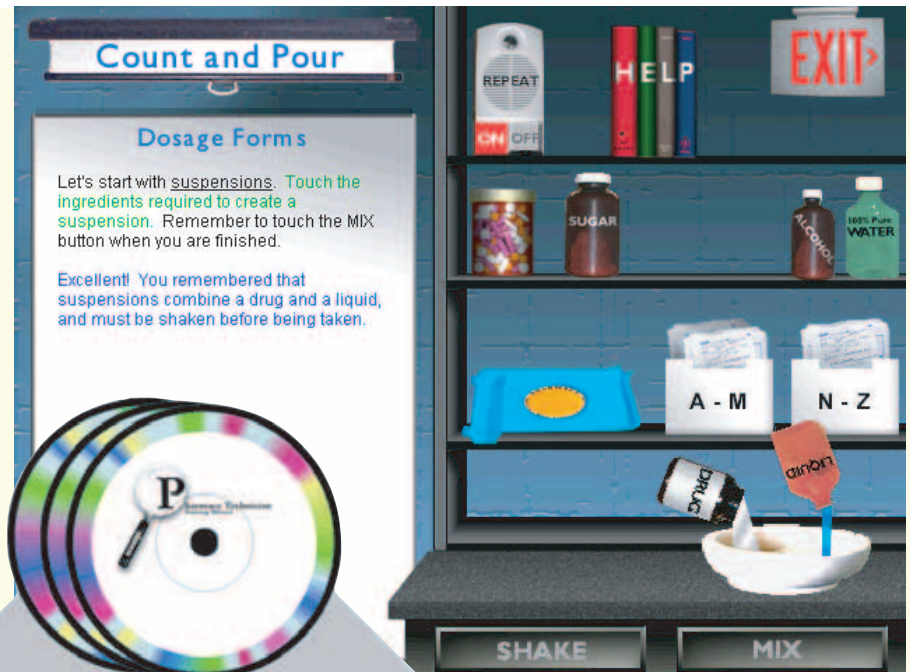 Count and Pour
Dosage Forms
Let's start with suspensions. Touch the
ingredients required to create a
suspension. Remember to touch the MIX
button when you are finished.
Excellent! You remembered that
suspensions combine a drug and a liquid,
and must be shaken before being taken.
REPEAT
ON OFF
HELP
EXIT
SUGAR
ALCOHOL
100% Pure
WATER
A - M
N - Z
DRUG
LIQUID
SHAKE
MIX
Pharmacy Technician